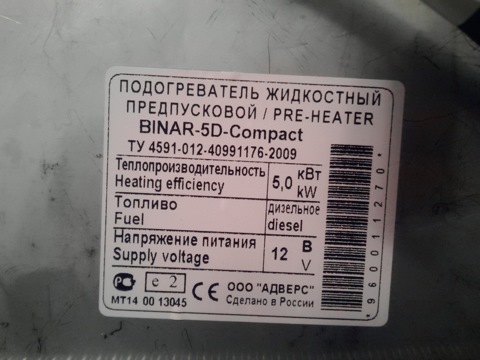 ПОДОГРЕВАТЕЛЬ ЖИДКОСТНЫЙ
ПРЕДПУСКОВОЙ / PRE-HEATER
BINAR-5D-Compact
ТУ 4591-012-40991176-2009
Теплопроизводительность 5,0 кВт
Heating efficiency kW
Топливо дизельное
Fuel diesel
Напряжение питания 12 В
Supply voltage V
e 2 CE ООО "АДВЕРС"
Сделано в России
МТ14 00 13045
*960011270*